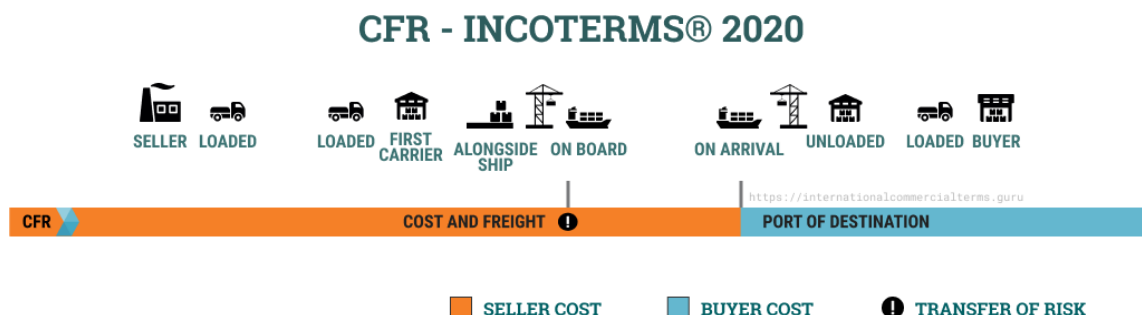 CFR - INCOTERMS® 2020
SELLER LOADED LOADED FIRST CARRIER ALONGSIDE SHIP ON BOARD ON ARRIVAL UNLOADED LOADED BUYER
https://internationalcommercialterms.guru
CFR COST AND FREIGHT PORT OF DESTINATION
SELLER COST BUYER COST TRANSFER OF RISK